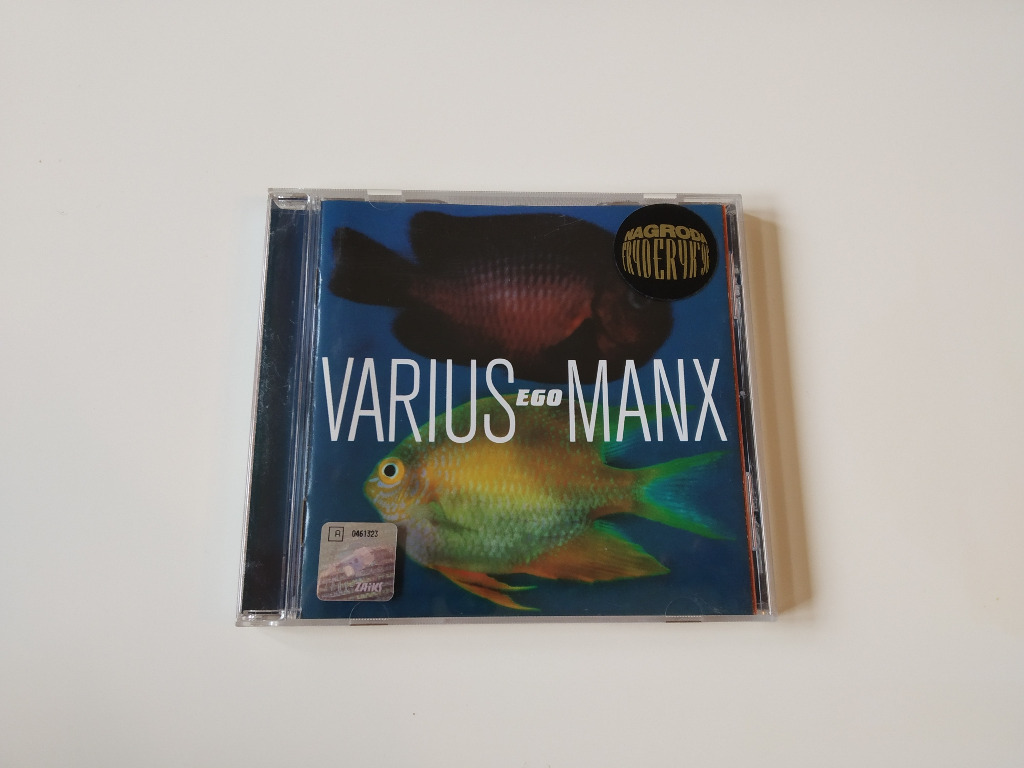 NAGRODA
FRYDERYK'96
VARIUS EGO MANX
A 0461323
ZAiKS